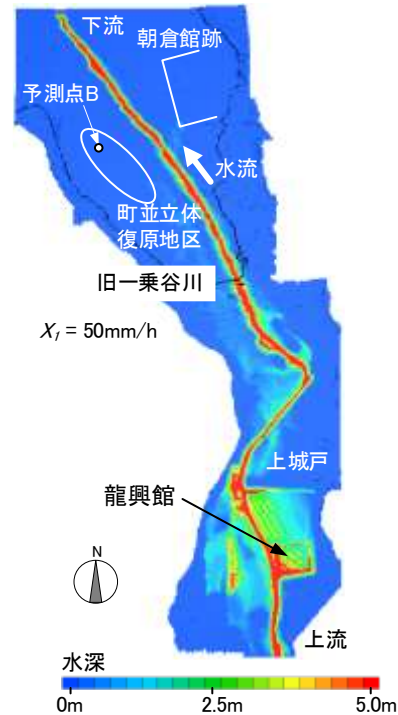 下流
朝倉館跡
予測点B
水流
町並立体
復原地区
旧一乗谷川
X₁ = 50mm/h
上城戸
龍興館
N
上流
水深
0m 2.5m 5.0m